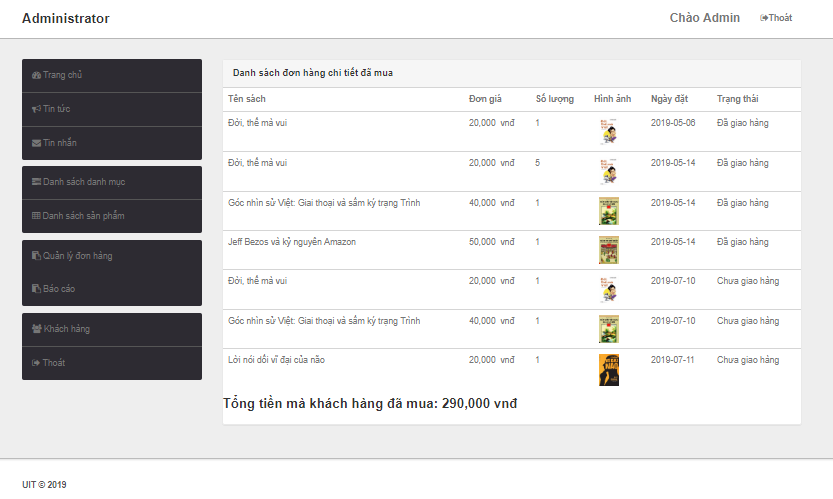 Administrator
Chào Admin
Thoát
Trang chủ
Tin tức
Tin nhắn
Danh sách danh mục
Danh sách sản phẩm
Quản lý đơn hàng
Báo cáo
Khách hàng
Thoát
Danh sách đơn hàng chi tiết đã mua
Tên sách Đơn giá Số lượng Hình ảnh Ngày đặt Trạng thái
Đời, thế mà vui 20,000 vnđ 1 2019-05-06 Đã giao hàng
Đời, thế mà vui 20,000 vnđ 5 2019-05-14 Đã giao hàng
Góc nhìn sử Việt: Giai thoại và sấm ký trạng Trình 40,000 vnđ 1 2019-05-14 Đã giao hàng
Jeff Bezos và kỷ nguyên Amazon 50,000 vnđ 1 2019-05-14 Đã giao hàng
Đời, thế mà vui 20,000 vnđ 1 2019-07-10 Chưa giao hàng
Góc nhìn sử Việt: Giai thoại và sấm ký trạng Trình 40,000 vnđ 1 2019-07-10 Chưa giao hàng
Lời nói dối vĩ đại của não 20,000 vnđ 1 2019-07-11 Chưa giao hàng
Tổng tiền mà khách hàng đã mua: 290,000 vnđ
UIT © 2019